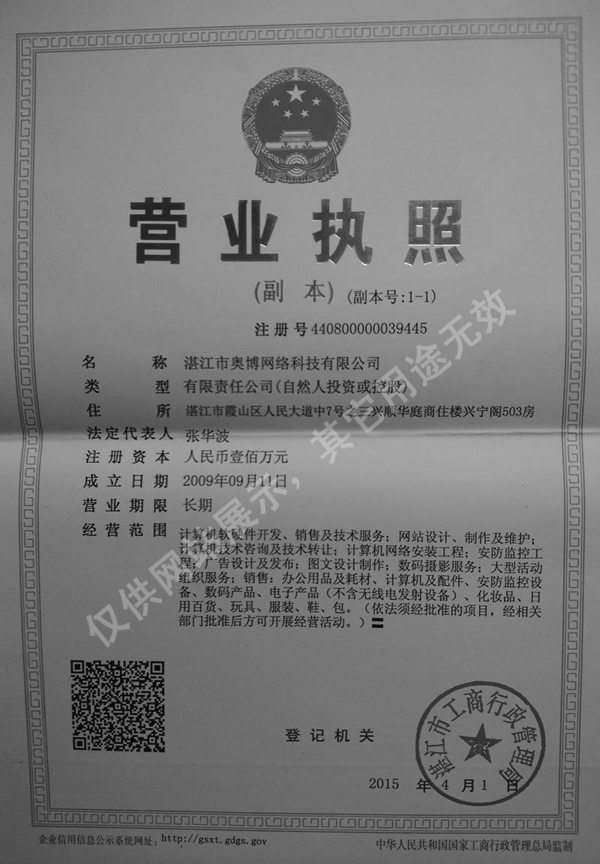 营业执照
(副 本) (副本号:1-1)
注册号 440800000039445
名 称 湛江市奥博网络科技有限公司
类 型 有限责任公司(自然人投资或控股)
住 所 湛江市霞山区人民大道中7号之三兴顺华庭商住楼兴宁阁503房
法定代表人 张华波
注册资本 人民币壹佰万元
成立日期 2009年09月11日
营业期限 长期
经营范围 计算机软硬件开发、销售及技术服务；网站设计、制作及维护；
计算机技术咨询及技术转让；计算机网络安装工程；安防监控工
程；广告设计及发布；图文设计制作；数码摄影服务；大型活动
组织服务；销售：办公用品及耗材、计算机及配件、安防监控设
备、数码产品、电子产品（不含无线电发射设备）、化妆品、日
用百货、玩具、服装、鞋、包。（依法须经批准的项目，经相关
部门批准后方可开展经营活动。）
仅供网络展示，其它用途无效
登记机关
湛江市工商行政管理局
2015 年 4 月 1 日
企业信用信息公示系统网址: http://gsxt.gdgs.gov
中华人民共和国国家工商行政管理总局监制